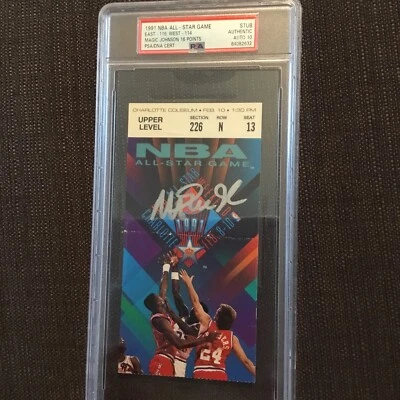 1991 NBA ALL-STAR GAME STUB
EAST - 116, WEST - 114 AUTHENTIC
MAGIC JOHNSON 16 POINTS AUTO 10
PSA/DNA CERT PSA
CHARLOTTE COLISEUM • FEB. 10 • 1:30 PM
UPPER LEVEL
SECTION ROW SEAT
226 N 13
NBA
ALL-STAR GAME
1991
24